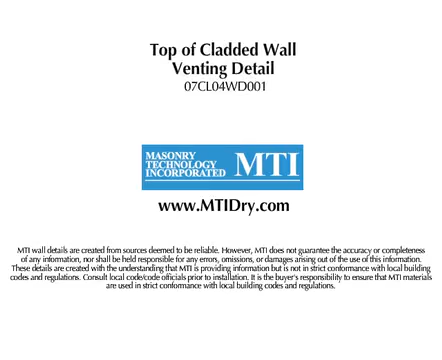 Top of Cladded Wall
Venting Detail
07CL04WD001
MASONRY
TECHNOLOGY
INCORPORATED
MTI
www.MTIDry.com
MTI wall details are created from sources deemed to be reliable. However, MTI does not guarantee the accuracy or completeness
of any information, nor shall be held responsible for any errors, omissions, or damages arising out of the use of this information.
These details are created with the understanding that MTI is providing information but is not in strict conformance with local building
codes and regulations. Consult local code/code officials prior to installation. It is the buyer's responsibility to ensure that MTI materials
are used in strict conformance with local building codes and regulations.